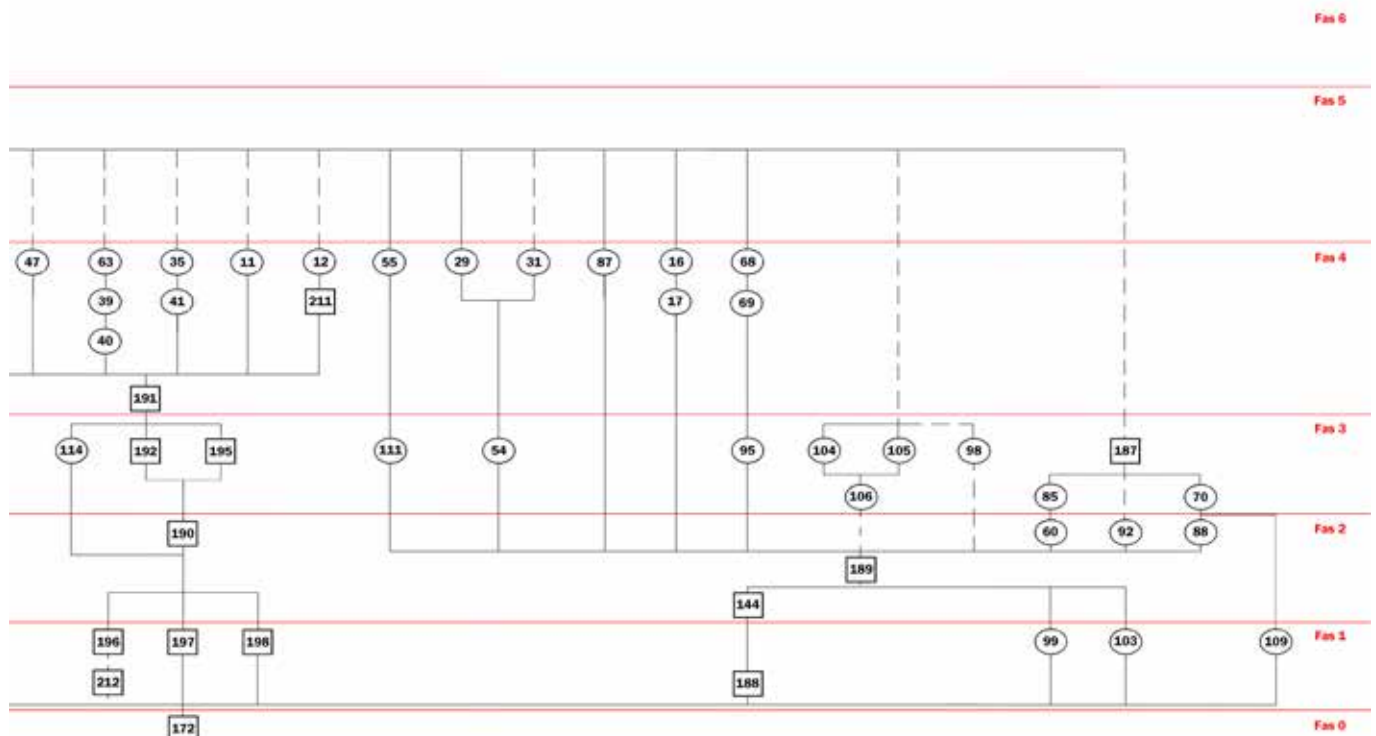 Fas 6
Fas 5
47 63 35 11 12 55 29 31 87 16 68 Fas 4
39 41 211 17 69
40
191
Fas 3
114 192 195 111 54 95 104 105 98 187
106 85 70
190 60 92 88 Fas 2
189
144
196 197 198 99 103 109 Fas 1
212 188
172 Fas 0